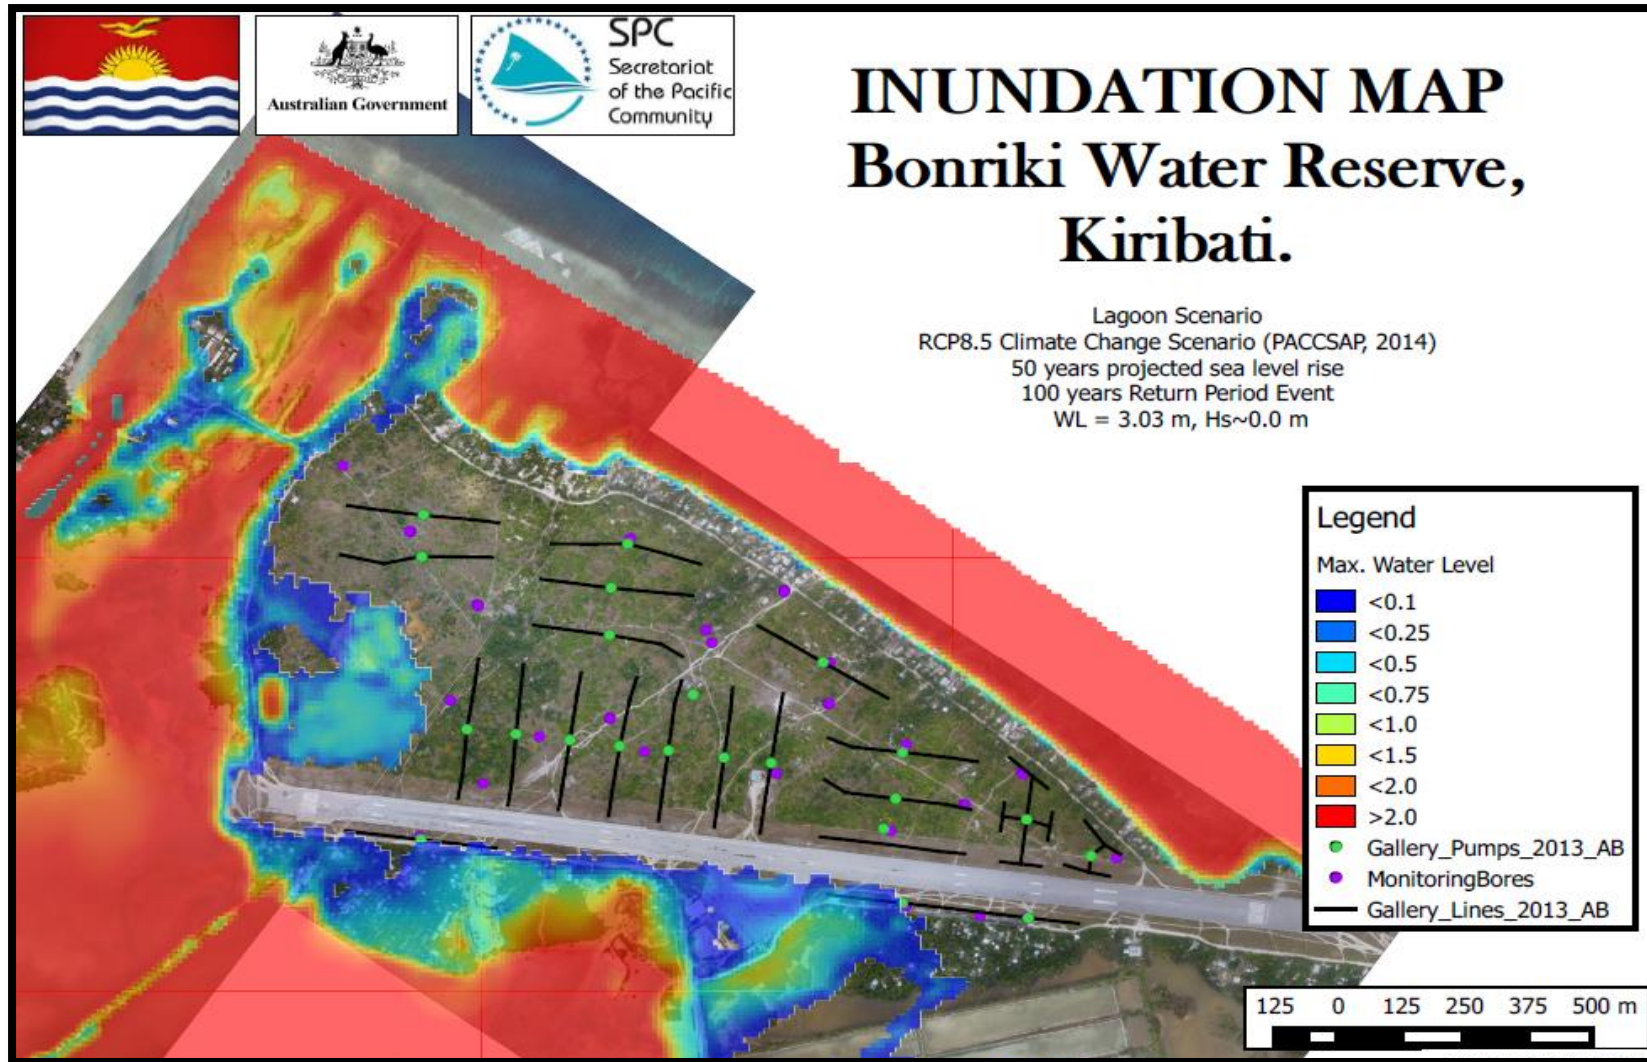 Australian Government
SPC
Secretariat
of the Pacific
Community
INUNDATION MAP
Bonriki Water Reserve,
Kiribati.
Lagoon Scenario
RCP8.5 Climate Change Scenario (PACCSAP, 2014)
50 years projected sea level rise
100 years Return Period Event
WL = 3.03 m, Hs~0.0 m
Legend
Max. Water Level
<0.1
<0.25
<0.5
<0.75
<1.0
<1.5
<2.0
>2.0
Gallery_Pumps_2013_AB
MonitoringBores
Gallery_Lines_2013_AB
125 0 125 250 375 500 m